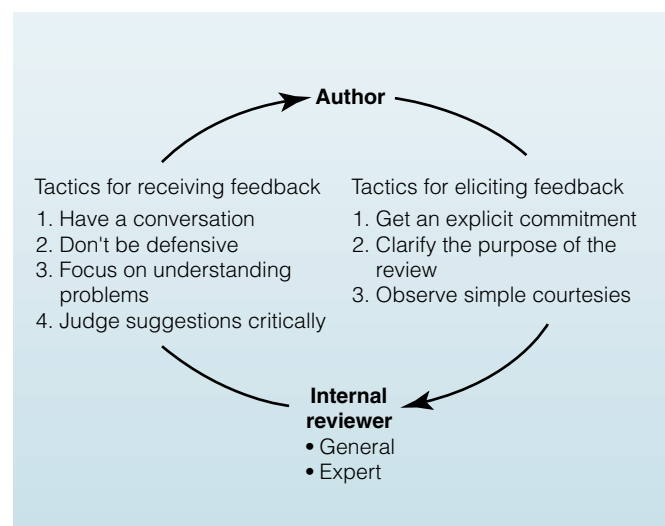 Author
Tactics for receiving feedback
1. Have a conversation
2. Don't be defensive
3. Focus on understanding
problems
4. Judge suggestions critically
Tactics for eliciting feedback
1. Get an explicit commitment
2. Clarify the purpose of the
review
3. Observe simple courtesies
Internal
reviewer
• General
• Expert